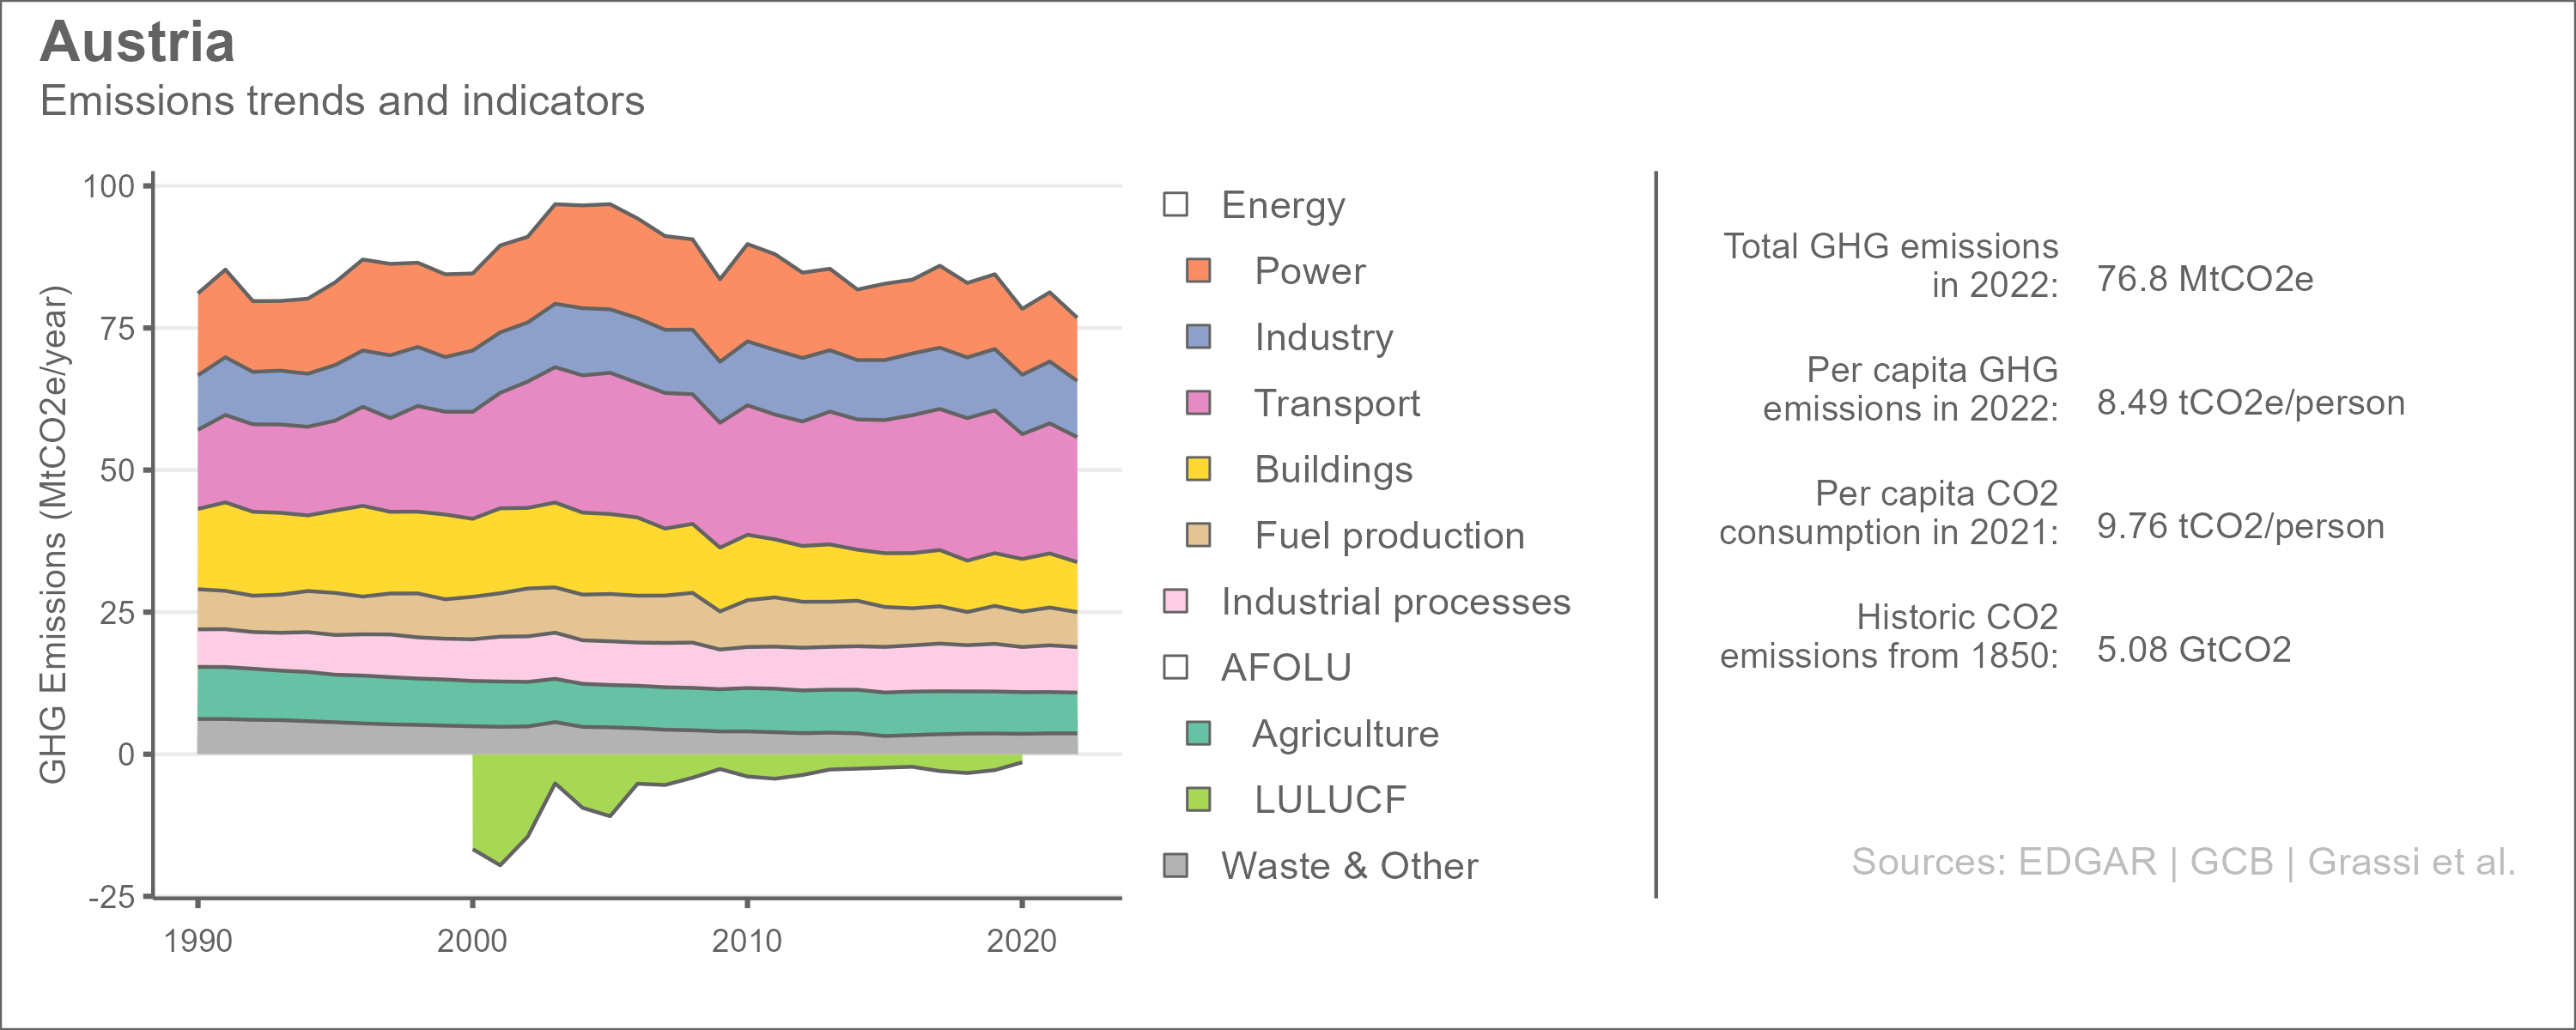 Austria
Emissions trends and indicators
GHG Emissions (MtCO2e/year)
100
75
50
25
0
-25
1990
2000
2010
2020
Energy
Power
Industry
Transport
Buildings
Fuel production
Industrial processes
AFOLU
Agriculture
LULUCF
Waste & Other
Total GHG emissions
in 2022:
76.8 MtCO2e
Per capita GHG
emissions in 2022:
8.49 tCO2e/person
Per capita CO2
consumption in 2021:
9.76 tCO2/person
Historic CO2
emissions from 1850:
5.08 GtCO2
Sources: EDGAR | GCB | Grassi et al.